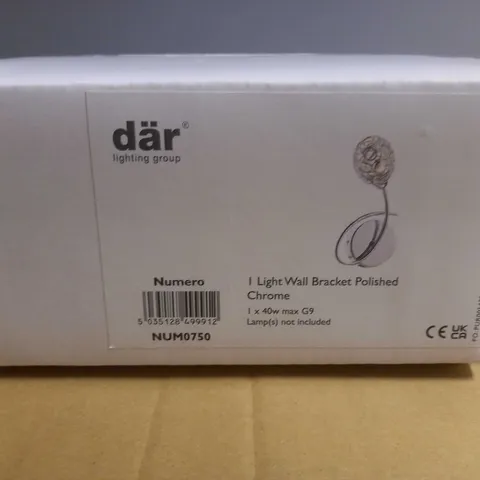 där®
lighting group
Numero
5 035128 499912
NUM0750
1 Light Wall Bracket Polished
Chrome
1 x 40w max G9
Lamp(s) not included
CE UK
CA